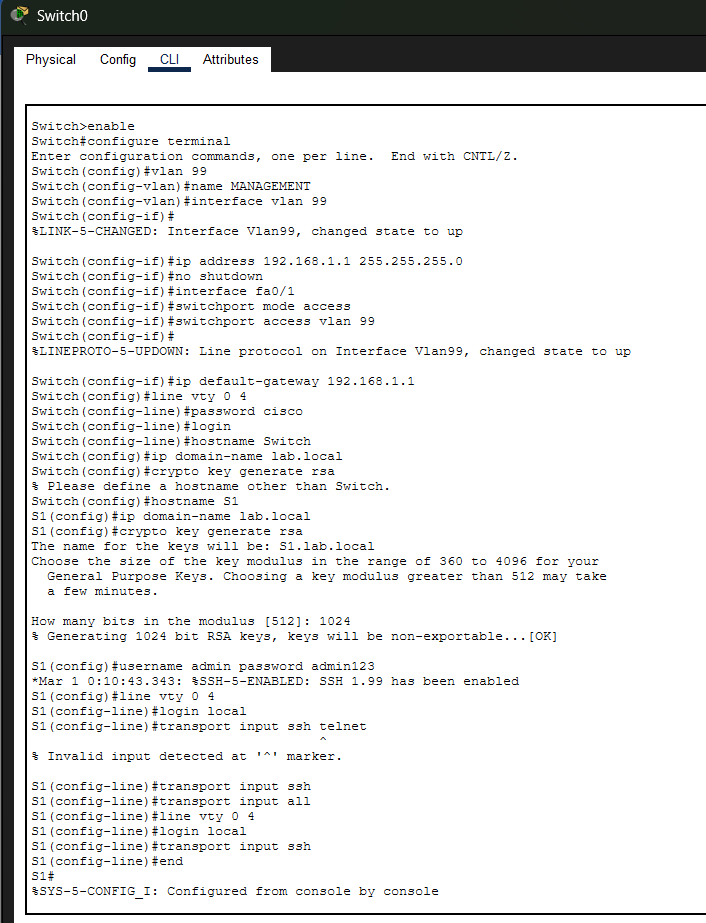 Switch0
Physical Config CLI Attributes
Switch>enable
Switch#configure terminal
Enter configuration commands, one per line.  End with CNTL/Z.
Switch(config)#vlan 99
Switch(config-vlan)#name MANAGEMENT
Switch(config-vlan)#interface vlan 99
Switch(config-if)#
%LINK-5-CHANGED: Interface Vlan99, changed state to up
Switch(config-if)#ip address 192.168.1.1 255.255.255.0
Switch(config-if)#no shutdown
Switch(config-if)#interface fa0/1
Switch(config-if)#switchport mode access
Switch(config-if)#switchport access vlan 99
Switch(config-if)#
%LINEPROTO-5-UPDOWN: Line protocol on Interface Vlan99, changed state to up
Switch(config-if)#ip default-gateway 192.168.1.1
Switch(config)#line vty 0 4
Switch(config-line)#password cisco
Switch(config-line)#login
Switch(config-line)#hostname Switch
Switch(config)#ip domain-name lab.local
Switch(config)#crypto key generate rsa
% Please define a hostname other than Switch.
Switch(config)#hostname S1
S1(config)#ip domain-name lab.local
S1(config)#crypto key generate rsa
The name for the keys will be: S1.lab.local
Choose the size of the key modulus in the range of 360 to 4096 for your
  General Purpose Keys. Choosing a key modulus greater than 512 may take
  a few minutes.
How many bits in the modulus [512]: 1024
% Generating 1024 bit RSA keys, keys will be non-exportable...[OK]
S1(config)#username admin password admin123
*Mar 1 0:10:43.343: %SSH-5-ENABLED: SSH 1.99 has been enabled
S1(config)#line vty 0 4
S1(config-line)#login local
S1(config-line)#transport input ssh telnet
^
% Invalid input detected at '^' marker.
S1(config-line)#transport input ssh
S1(config-line)#transport input all
S1(config-line)#line vty 0 4
S1(config-line)#login local
S1(config-line)#transport input ssh
S1(config-line)#end
S1#
%SYS-5-CONFIG_I: Configured from console by console